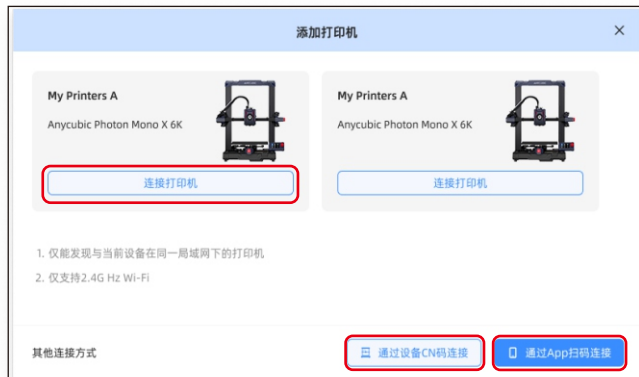 添加打印机
My Printers A
Anycubic Photon Mono X 6K
连接打印机
My Printers A
Anycubic Photon Mono X 6K
连接打印机
1. 仅能发现与当前设备在同一局域网下的打印机
2. 仅支持2.4G Hz Wi-Fi
其他连接方式
通过设备CN码连接
通过App扫码连接